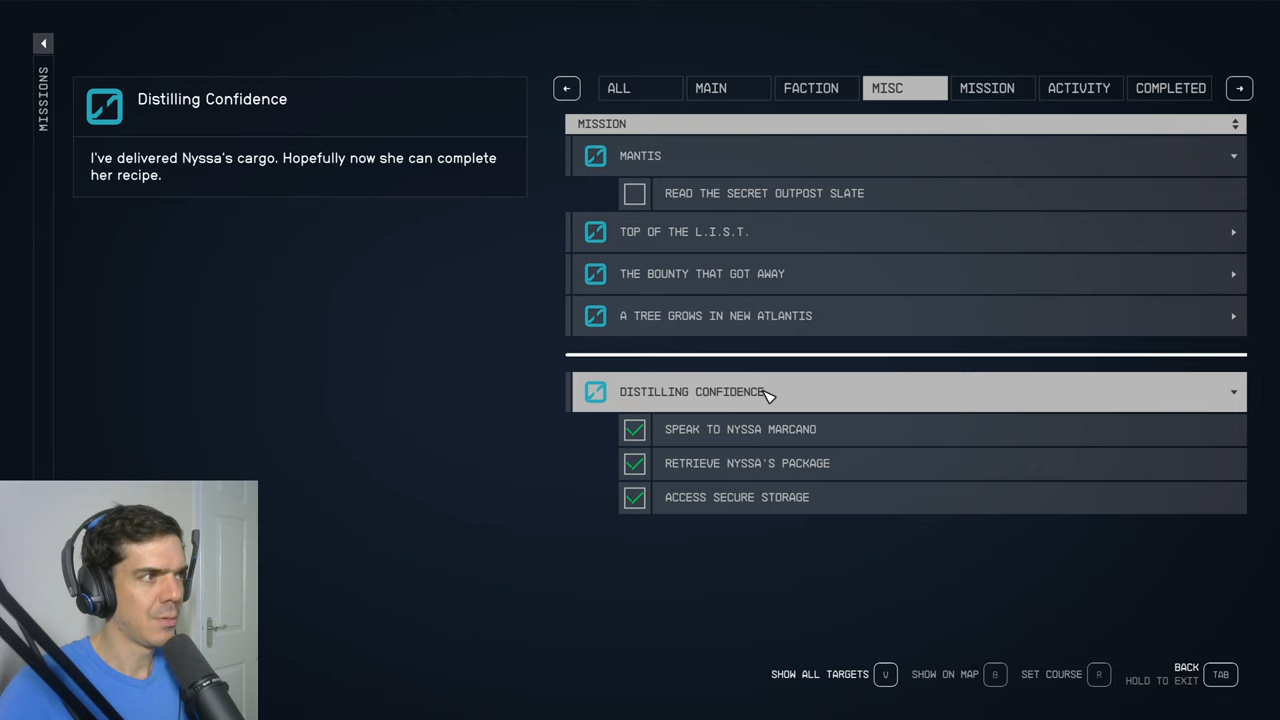 MISSIONS
Distilling Confidence
I've delivered Nyssa's cargo. Hopefully now she can complete
her recipe.
ALL
MAIN
FACTION
MISC
MISSION
ACTIVITY
COMPLETED
MISSION
MANTIS
READ THE SECRET OUTPOST SLATE
TOP OF THE L.I.S.T.
THE BOUNTY THAT GOT AWAY
A TREE GROWS IN NEW ATLANTIS
DISTILLING CONFIDENCE
SPEAK TO NYSSA MARCANO
RETRIEVE NYSSA'S PACKAGE
ACCESS SECURE STORAGE
SHOW ALL TARGETS V
SHOW ON MAP B
SET COURSE R
BACK
HOLD TO EXIT
TAB